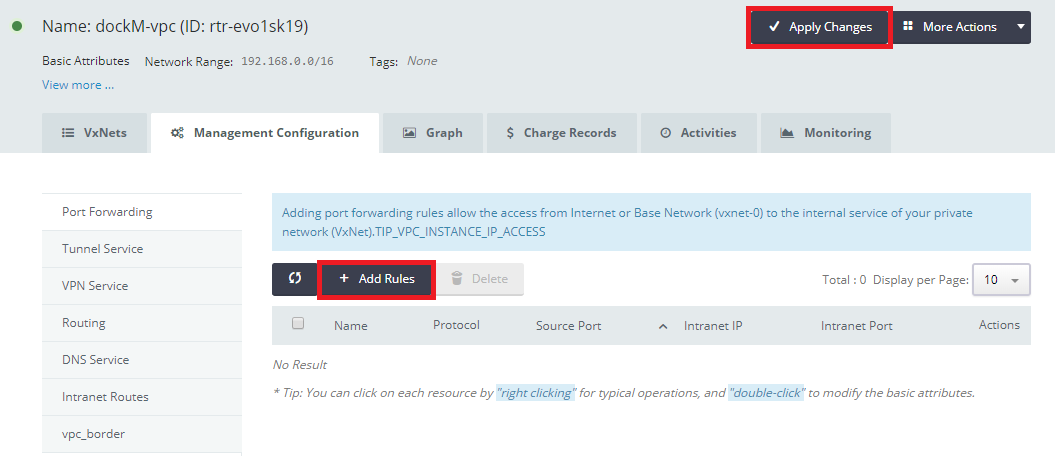 Name: dockM-vpc (ID: rtr-evo1sk19)
Apply Changes
More Actions
Basic Attributes Network Range: 192.168.0.0/16 Tags: None
View more ...
VxNets
Management Configuration
Graph
$ Charge Records
Activities
Monitoring
Port Forwarding
Tunnel Service
VPN Service
Routing
DNS Service
Intranet Routes
vpc_border
Adding port forwarding rules allow the access from Internet or Base Network (vxnet-0) to the internal service of your private
network (VxNet).TIP_VPC_INSTANCE_IP_ACCESS
+ Add Rules
Delete
Total : 0 Display per Page: 10
Name Protocol Source Port Intranet IP Intranet Port Actions
No Result
* Tip: You can click on each resource by "right clicking" for typical operations, and "double-click" to modify the basic attributes.